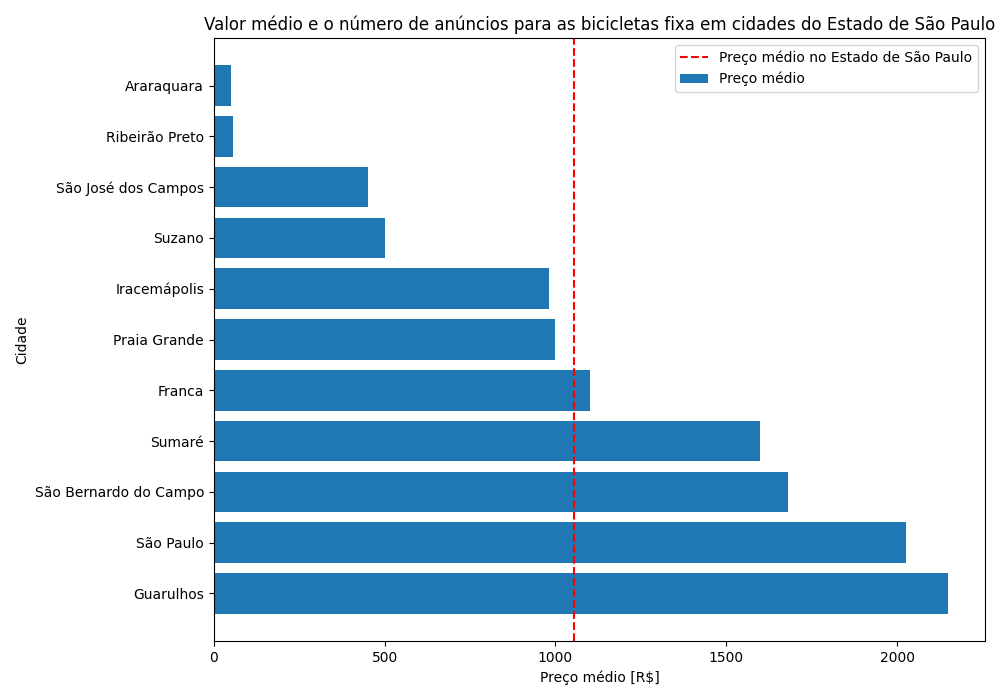 Valor médio e o número de anúncios para as bicicletas fixa em cidades do Estado de São Paulo
Preço médio no Estado de São Paulo
Preço médio
Cidade
Araraquara
Ribeirão Preto
São José dos Campos
Suzano
Iracemápolis
Praia Grande
Franca
Sumaré
São Bernardo do Campo
São Paulo
Guarulhos
0 500 1000 1500 2000
Preço médio [R$]